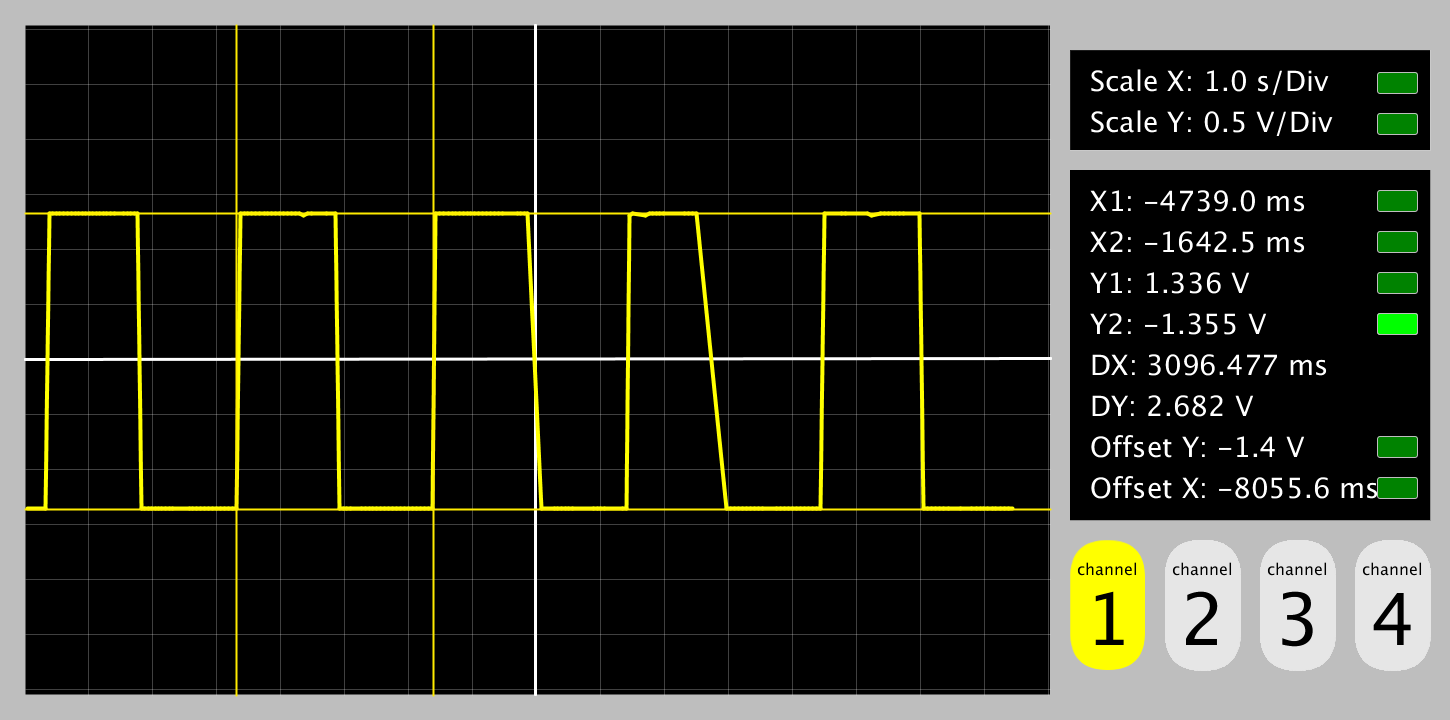 Scale X: 1.0 s/Div
Scale Y: 0.5 V/Div
X1: -4739.0 ms
X2: -1642.5 ms
Y1: 1.336 V
Y2: -1.355 V
DX: 3096.477 ms
DY: 2.682 V
Offset Y: -1.4 V
Offset X: -8055.6 ms
channel channel channel channel
1 2 3 4